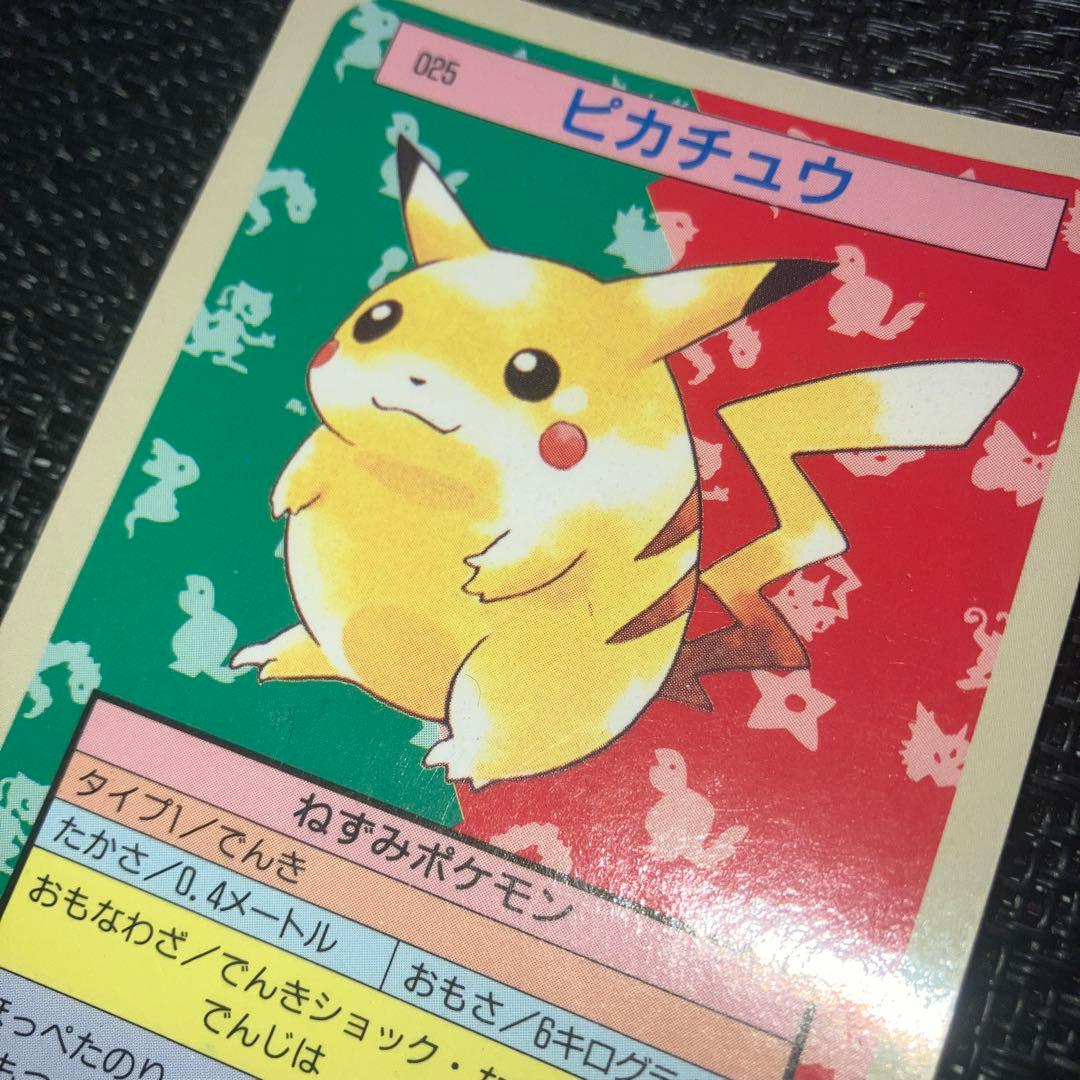 025
ピカチュウ
ねずみポケモン
タイプ1/でんき
たかさ/0.4メートル
おもさ/6キログラ
おもなわざ/でんきショック・
でんじは
っぺたのり